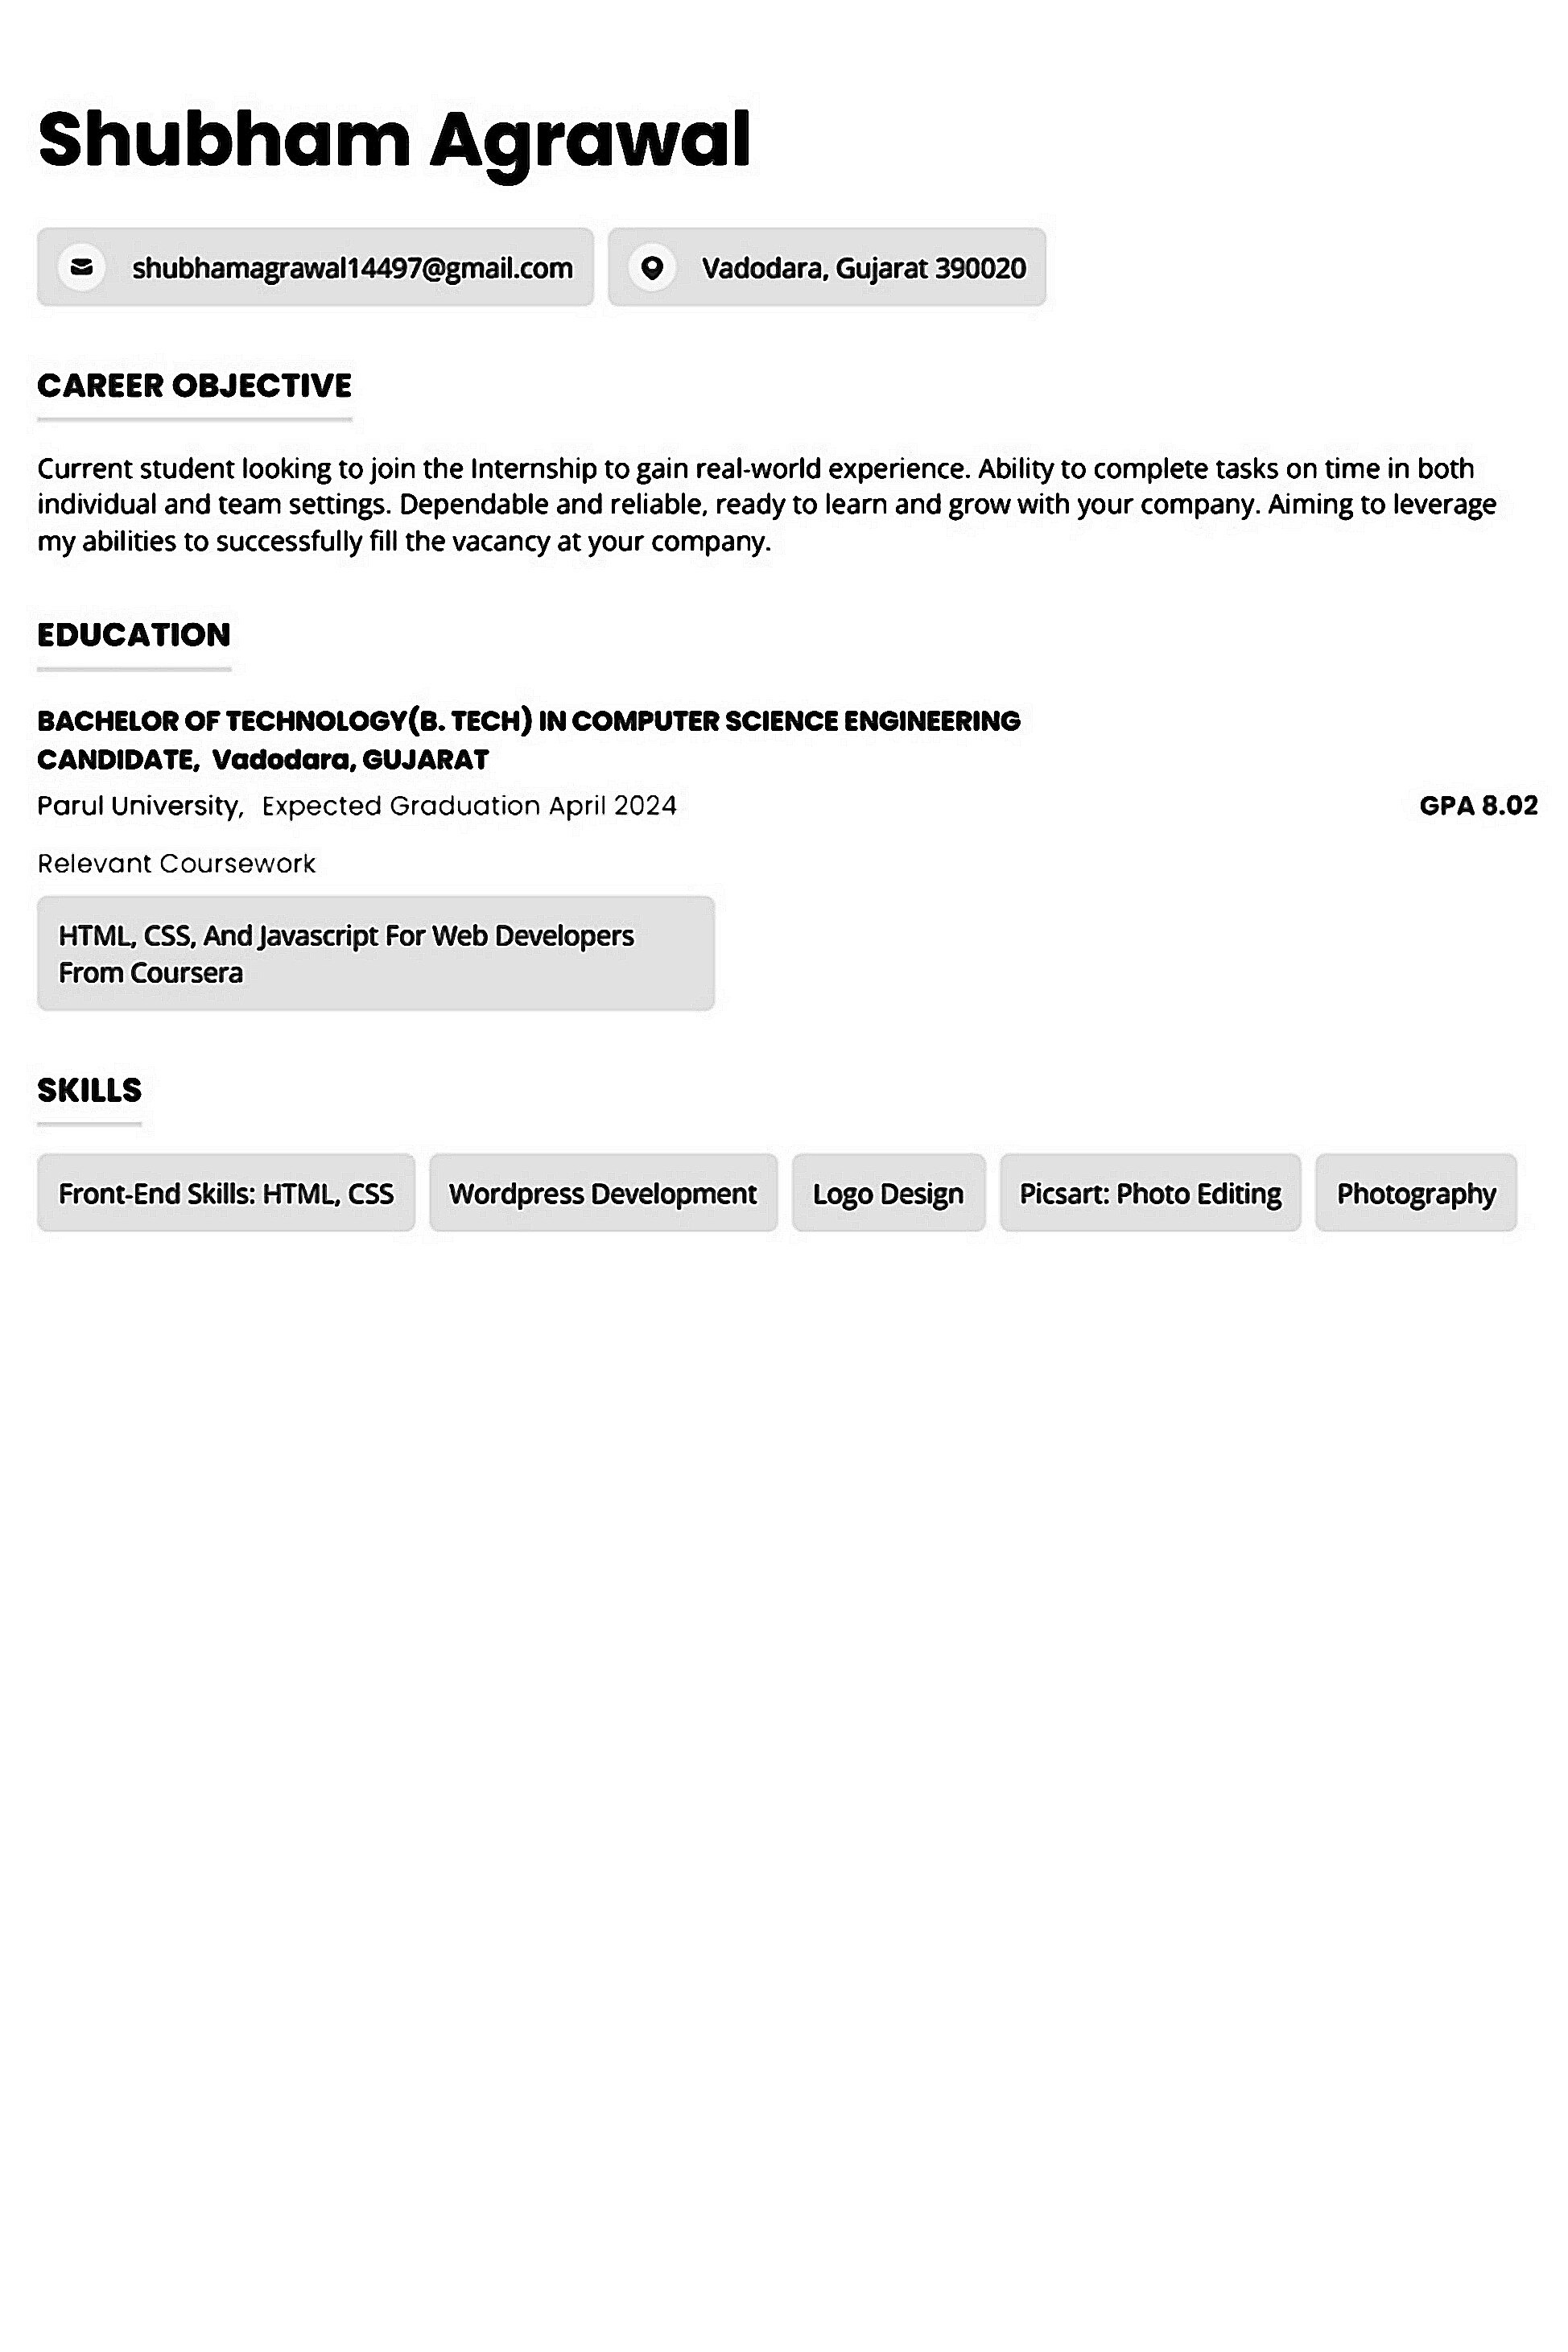 Shubham Agrawal
shubhamagrawal14497@gmail.com Vadodara, Gujarat 390020
CAREER OBJECTIVE
Current student looking to join the Internship to gain real-world experience. Ability to complete tasks on time in both
individual and team settings. Dependable and reliable, ready to learn and grow with your company. Aiming to leverage
my abilities to successfully fill the vacancy at your company.
EDUCATION
BACHELOR OF TECHNOLOGY(B. TECH) IN COMPUTER SCIENCE ENGINEERING
CANDIDATE, Vadodara, GUJARAT
Parul University, Expected Graduation April 2024 GPA 8.02
Relevant Coursework
HTML, CSS, And Javascript For Web Developers
From Coursera
SKILLS
Front-End Skills: HTML, CSS Wordpress Development Logo Design Picsart: Photo Editing Photography